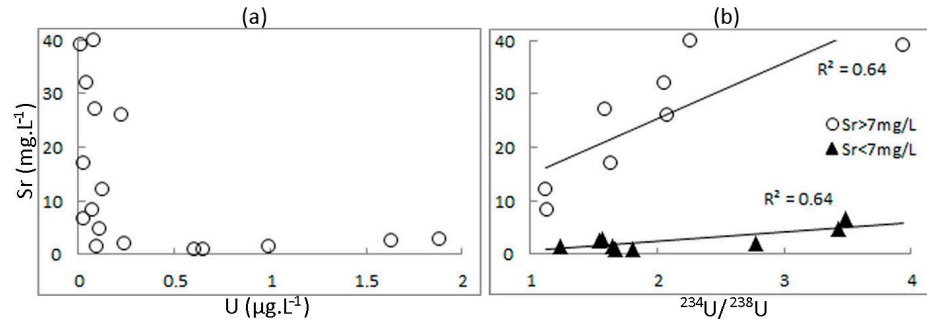 (a)
(b)
Sr (mg.L⁻¹)
40
30
20
10
0
0
0.5
1
1.5
2
U (µg.L⁻¹)
40
30
20
10
0
1
2
3
4
²³⁴U/²³⁸U
R² = 0.64
Sr>7mg/L
Sr<7mg/L
R² = 0.64